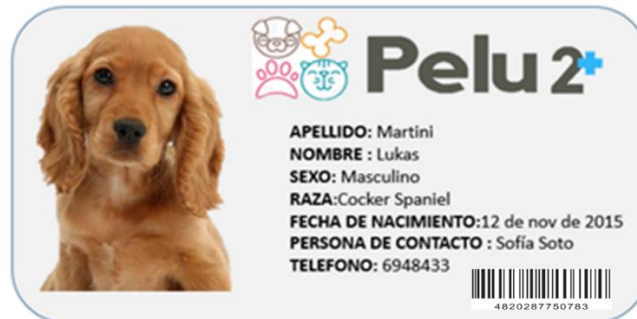 Pelu 2+
APELLIDO: Martini
NOMBRE : Lukas
SEXO: Masculino
RAZA:Cocker Spaniel
FECHA DE NACIMIENTO:12 de nov de 2015
PERSONA DE CONTACTO : Sofía Soto
TELEFONO: 6948433
4820287750783